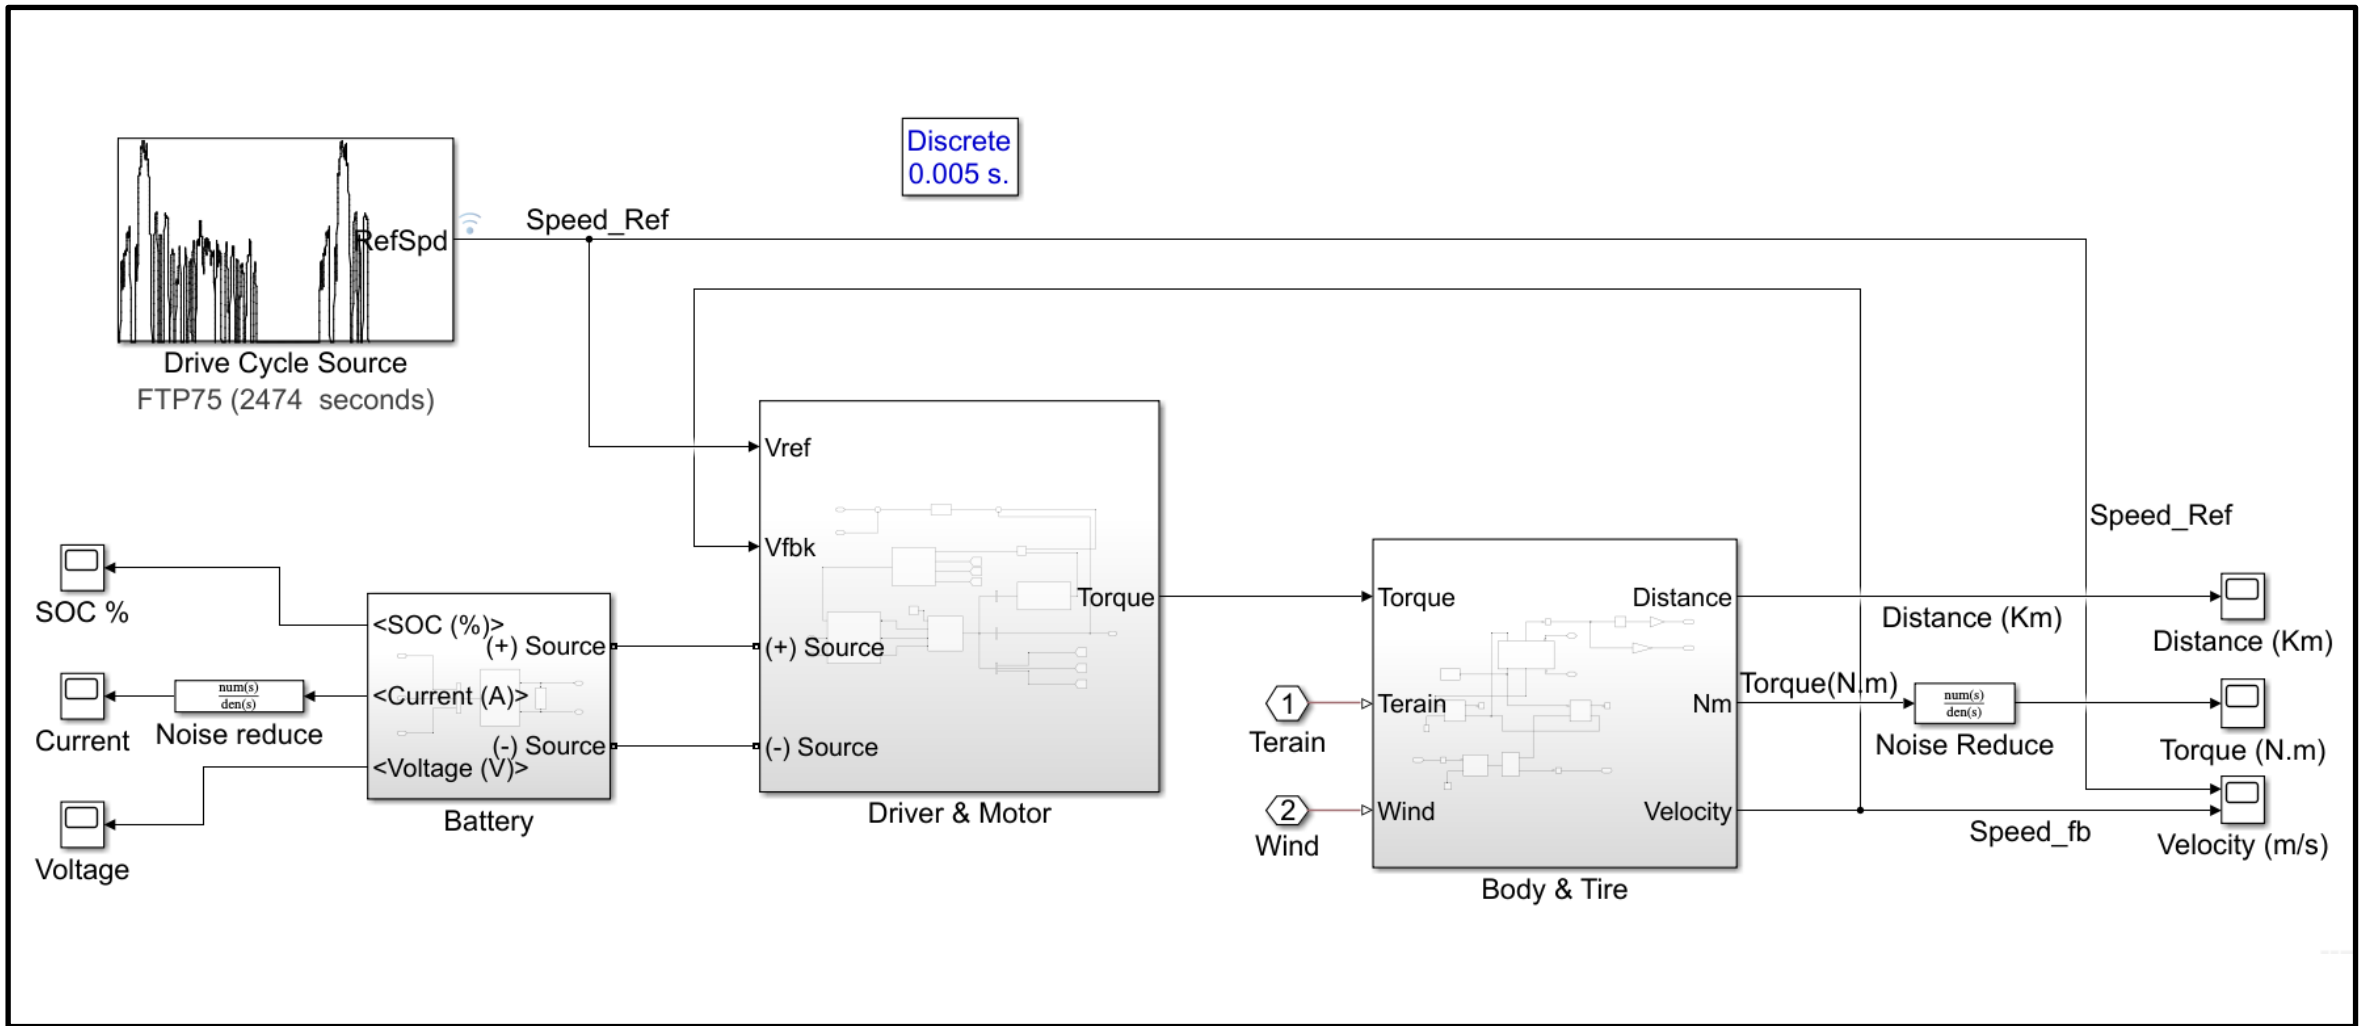 Discrete
0.005 s.
RefSpd
Speed_Ref
Drive Cycle Source
FTP75 (2474 seconds)
Vref
Vfbk
Torque
(+) Source
(-) Source
Driver & Motor
SOC %
Current
Voltage
num(s)
den(s)
Noise reduce
<SOC (%)>
(+) Source
<Current (A)>
(-) Source
<Voltage (V)>
Battery
1
Terain
2
Wind
Torque
Terain
Wind
Distance
Nm
Velocity
Body & Tire
Speed_Ref
Distance (Km)
Distance (Km)
Torque(N.m)
num(s)
den(s)
Noise Reduce
Torque (N.m)
Speed_fb
Velocity (m/s)